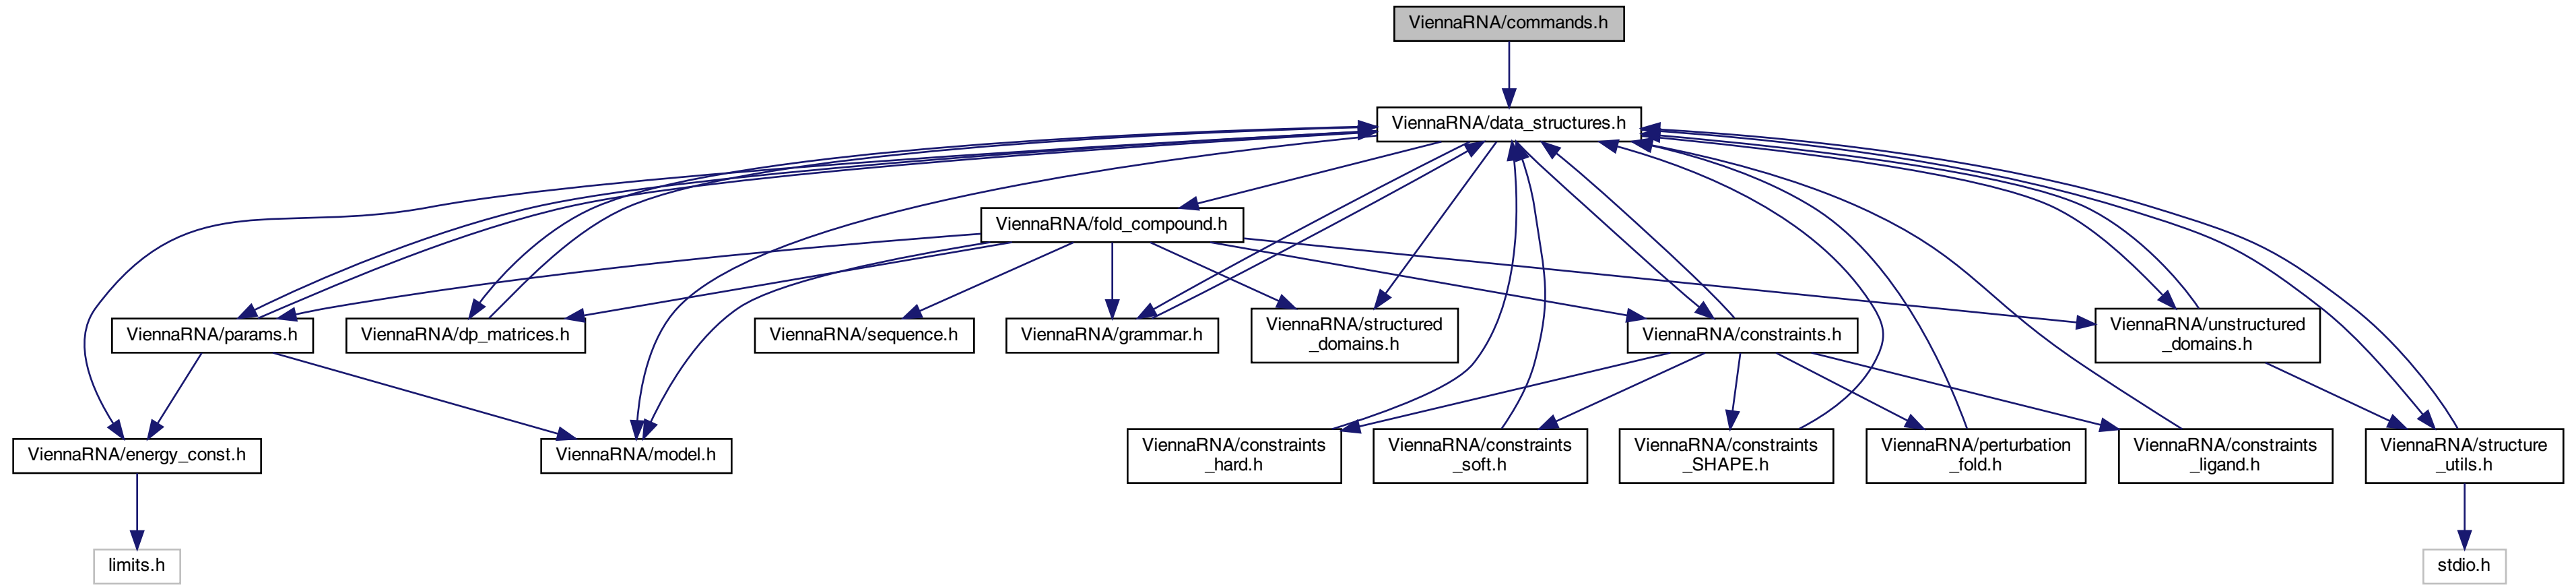 ViennaRNA/commands.h
ViennaRNA/data_structures.h
ViennaRNA/fold_compound.h
ViennaRNA/params.h
ViennaRNA/dp_matrices.h
ViennaRNA/sequence.h
ViennaRNA/grammar.h
ViennaRNA/structured
_domains.h
ViennaRNA/constraints.h
ViennaRNA/unstructured
_domains.h
ViennaRNA/energy_const.h
ViennaRNA/model.h
ViennaRNA/constraints
_hard.h
ViennaRNA/constraints
_soft.h
ViennaRNA/constraints
_SHAPE.h
ViennaRNA/perturbation
_fold.h
ViennaRNA/constraints
_ligand.h
ViennaRNA/structure
_utils.h
limits.h
stdio.h